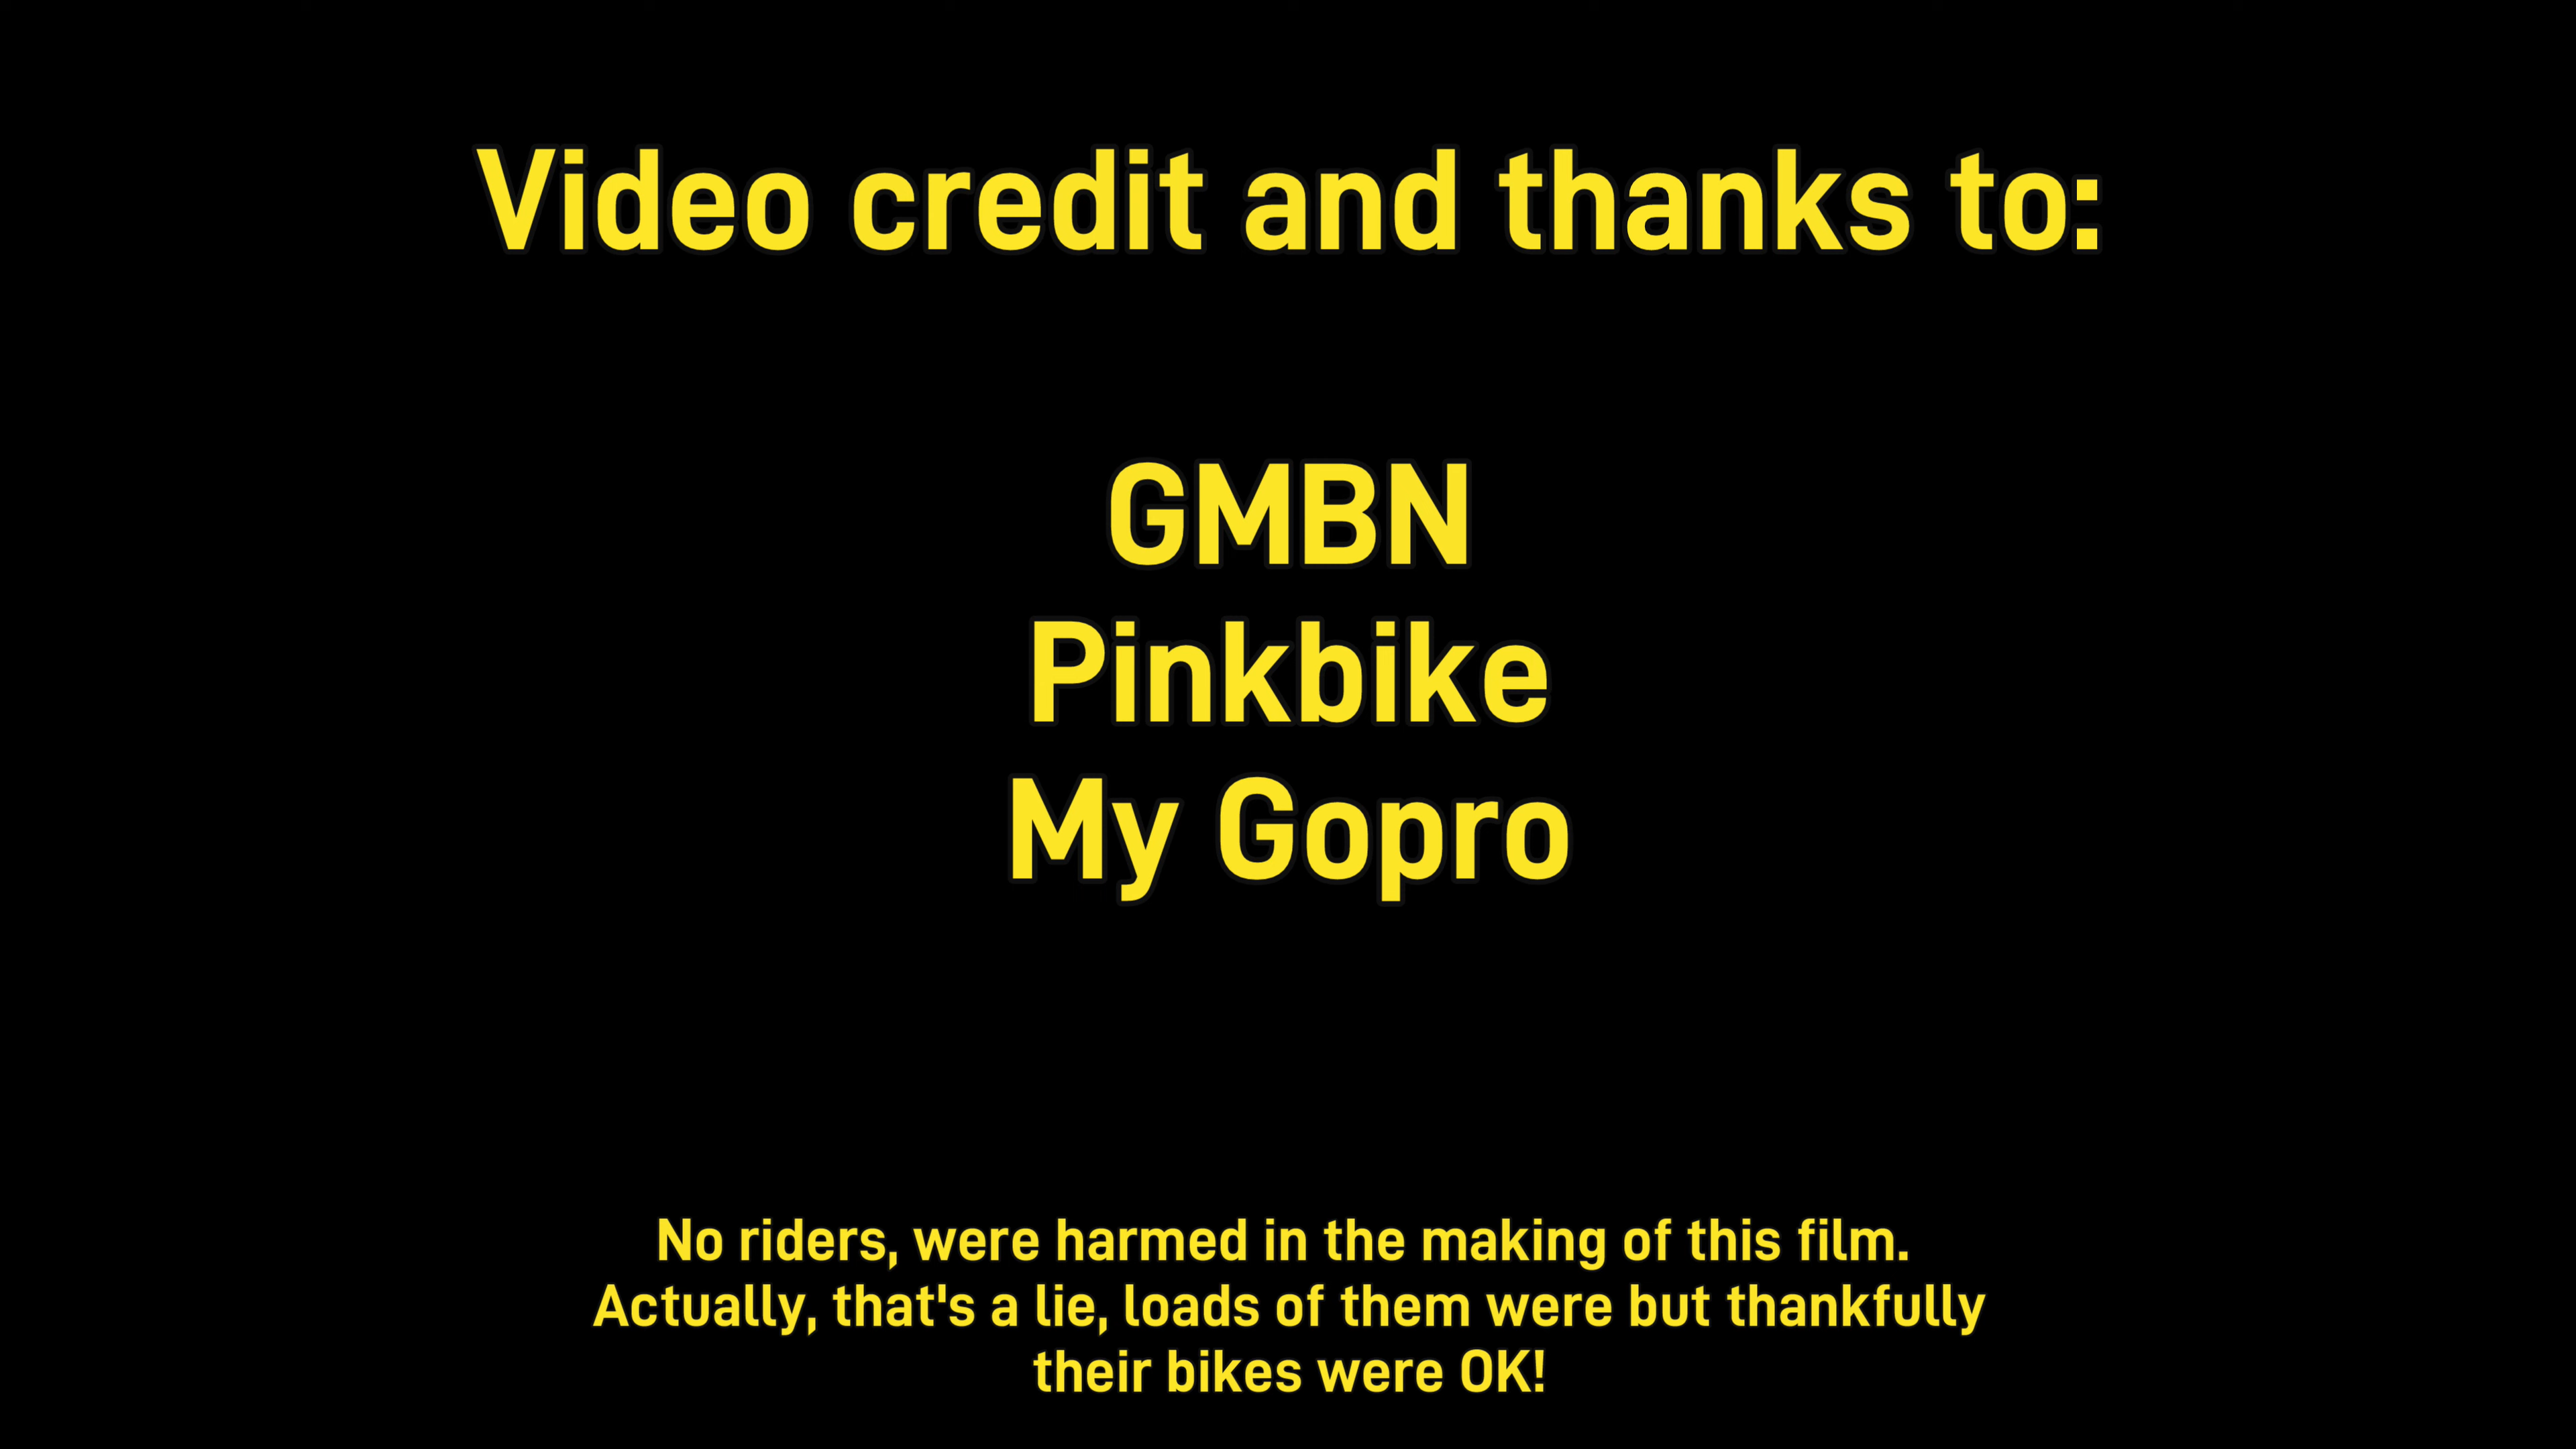 Video credit and thanks to:
GMBN
Pinkbike
My Gopro
No riders, were harmed in the making of this film.
Actually, that's a lie, loads of them were but thankfully
their bikes were OK!